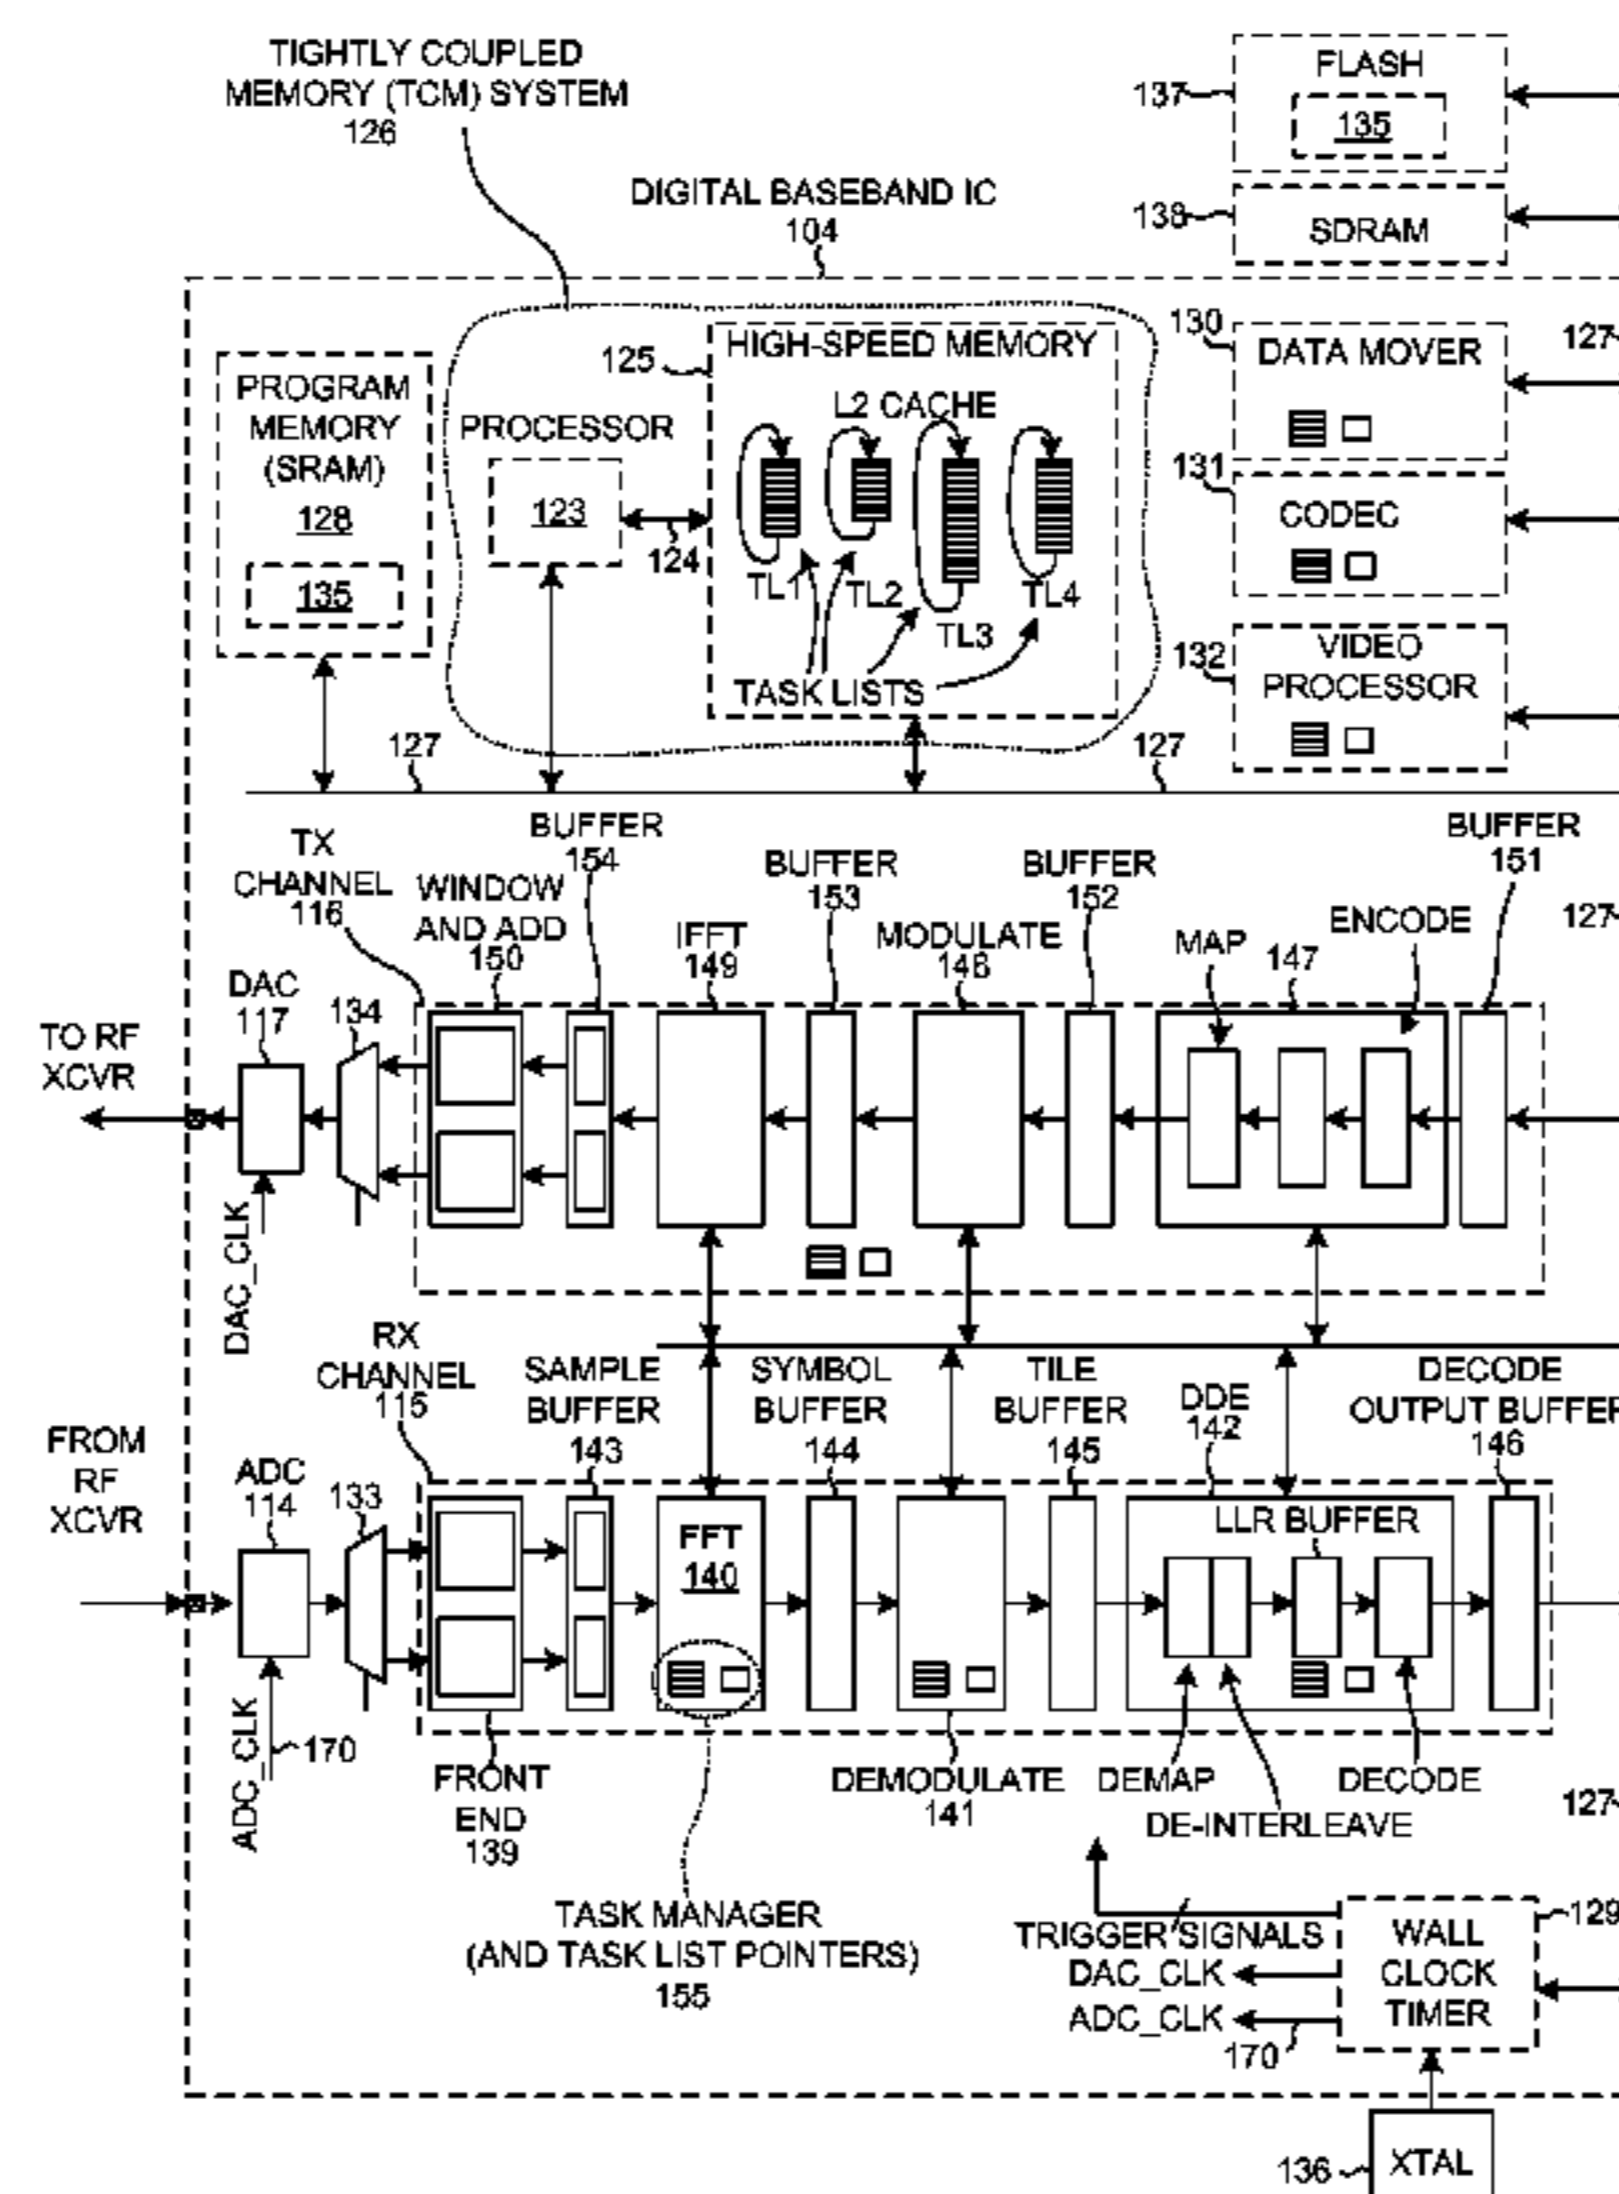 TIGHTLY COUPLED
MEMORY (TCM) SYSTEM
126
FLASH
137
135
DIGITAL BASEBAND IC
104
138
SDRAM
PROGRAM
MEMORY
(SRAM)
128
135
PROCESSOR
123
124
125
HIGH-SPEED MEMORY
L2 CACHE
TL1
TL2
TL3
TL4
TASK LISTS
130
DATA MOVER
127
131
CODEC
132
VIDEO
PROCESSOR
127
127
TX
CHANNEL
116
WINDOW
AND ADD
150
BUFFER
154
IFFT
149
BUFFER
153
MODULATE
148
BUFFER
152
MAP
147
ENCODE
BUFFER
151
127
DAC
117
134
TO RF
XCVR
DAC_CLK
RX
CHANNEL
115
SAMPLE
BUFFER
143
SYMBOL
BUFFER
144
TILE
BUFFER
145
DDE
142
DECODE
OUTPUT BUFFER
146
FROM
RF
XCVR
ADC
114
133
FFT
140
LLR BUFFER
ADC_CLK
170
FRONT
END
139
DEMODULATE
141
DEMAP
DE-INTERLEAVE
DECODE
127
TASK MANAGER
(AND TASK LIST POINTERS)
155
TRIGGER SIGNALS
DAC_CLK
ADC_CLK
170
WALL
CLOCK
TIMER
129
136
XTAL